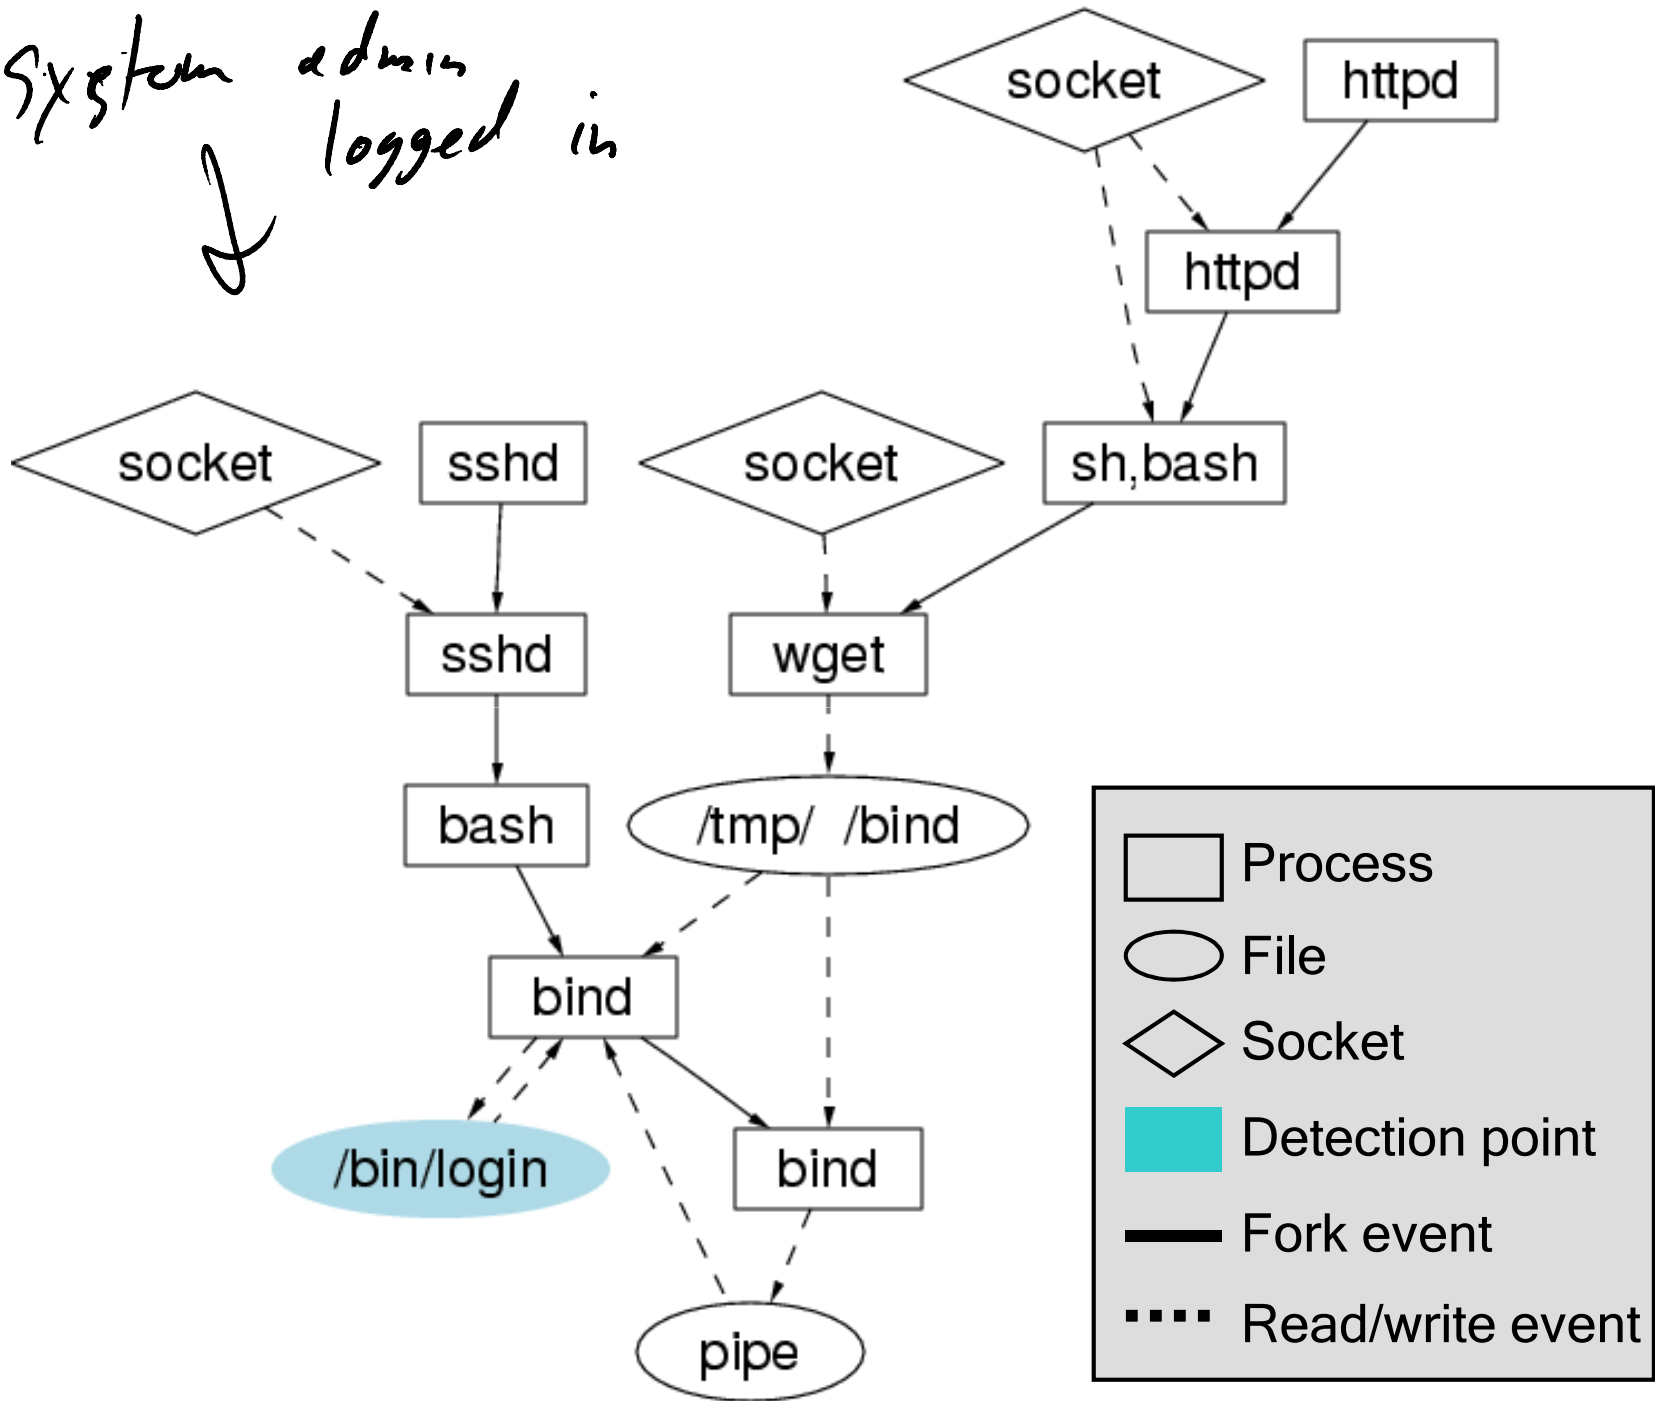 system admin
logged in
socket
httpd
httpd
socket
sshd
socket
sh,bash
sshd
wget
bash
/tmp/ /bind
bind
/bin/login
bind
pipe
Process
File
Socket
Detection point
Fork event
Read/write event